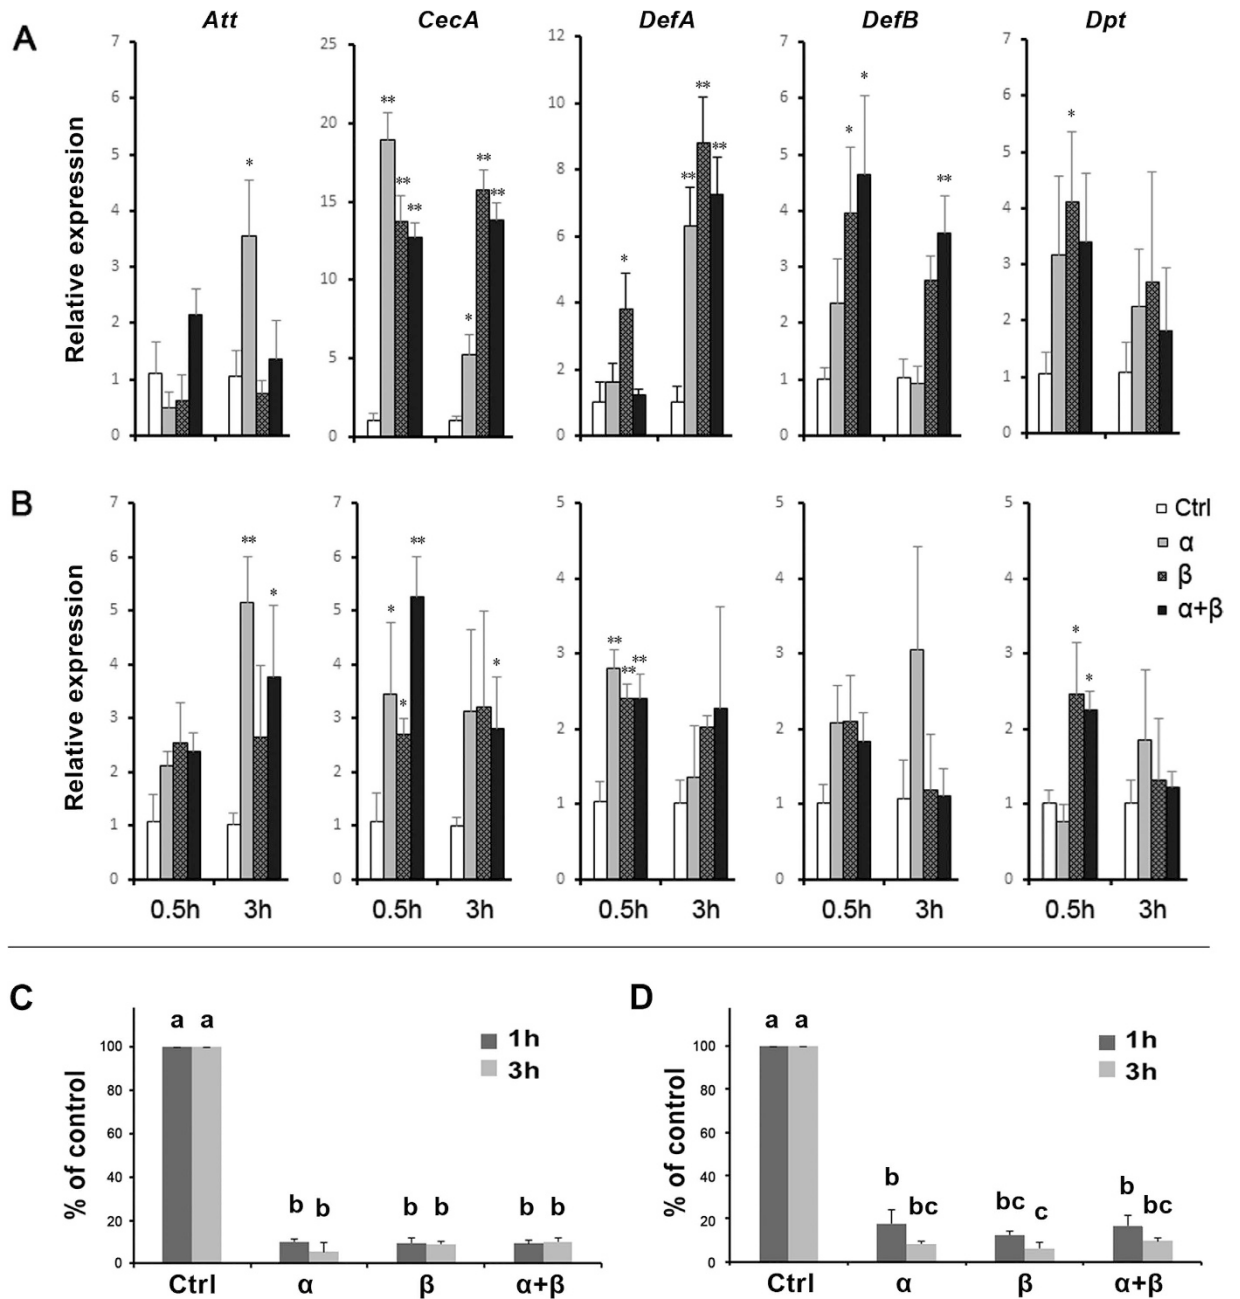 A
Att CecA DefA DefB Dpt
Relative expression
7 6 5 4 3 2 1 0
25 20 15 10 5 0
12 10 8 6 4 2 0
7 6 5 4 3 2 1 0
7 6 5 4 3 2 1 0
*
** ** ** * ** **
* ** ** **
* * **
*
B
Relative expression
7 6 5 4 3 2 1 0
7 6 5 4 3 2 1 0
5 4 3 2 1 0
5 4 3 2 1 0
5 4 3 2 1 0
** *
* * ** *
** ** **
* *
Ctrl
α
β
α+β
0.5h 3h 0.5h 3h 0.5h 3h 0.5h 3h 0.5h 3h
C
% of control
100
80
60
40
20
0
a a b b b b b b
1h
3h
Ctrl α β α+β
D
% of control
100
80
60
40
20
0
a a b bc bc c b bc
1h
3h
Ctrl α β α+β